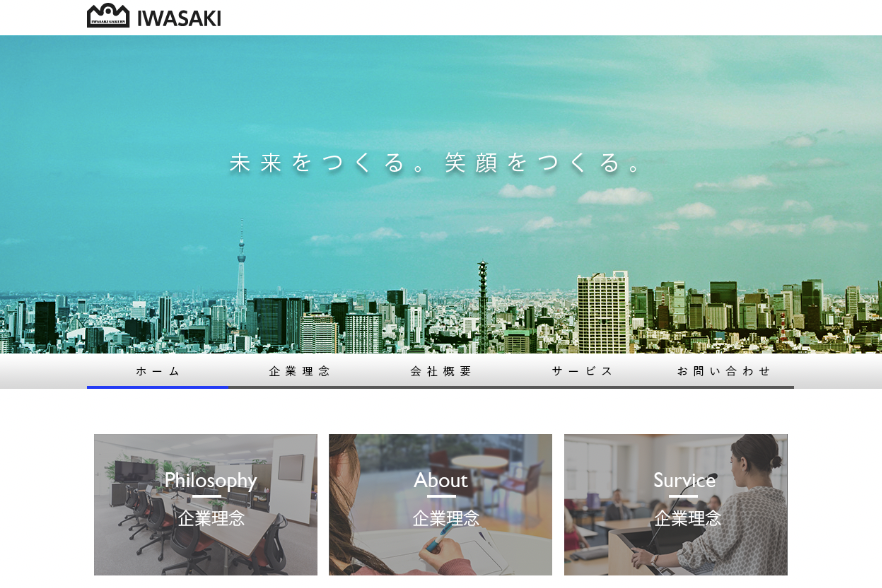 IWASAKI
未来をつくる。笑顔をつくる。
ホーム 企業理念 会社概要 サービス お問い合わせ
Philosophy About Survice
企業理念 企業理念 企業理念